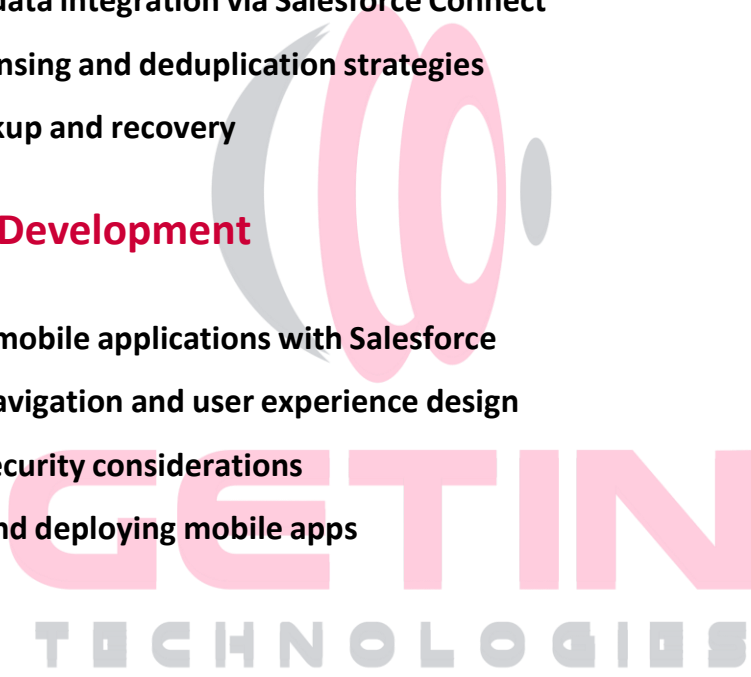 data integration via Salesforce Connect
nsing and deduplication strategies
kup and recovery
Development
mobile applications with Salesforce
avigation and user experience design
ecurity considerations
nd deploying mobile apps
GETIN
TECHNOLOGIES